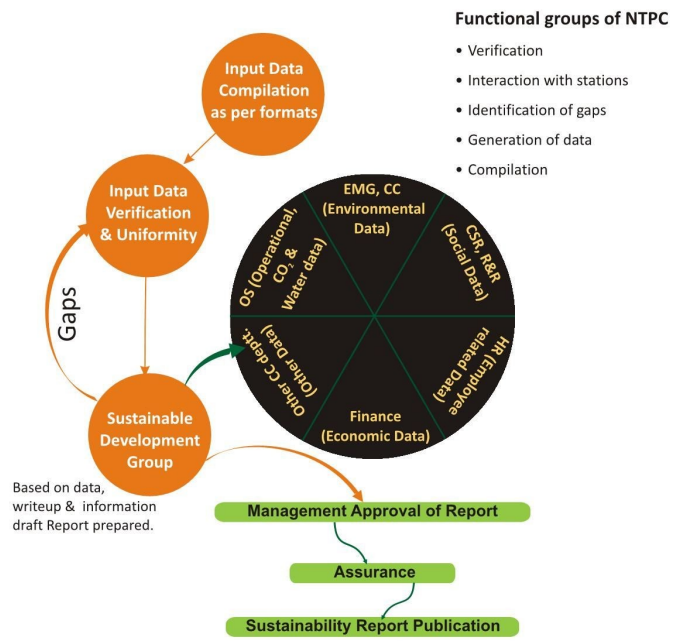 Functional groups of NTPC
• Verification
• Interaction with stations
• Identification of gaps
• Generation of data
• Compilation
Input Data
Compilation
as per formats
Input Data
Verification
& Uniformity
Gaps
Sustainable
Development
Group
Based on data,
writeup & information
draft Report prepared.
EMG, CC
(Environmental
Data)
CSR, R&R
(Social Data)
HR (Employee
related Data)
Finance
(Economic Data)
Other CC deptt.
(Other Data)
OS (Operational,
CO₂ &
Water data)
Management Approval of Report
Assurance
Sustainability Report Publication